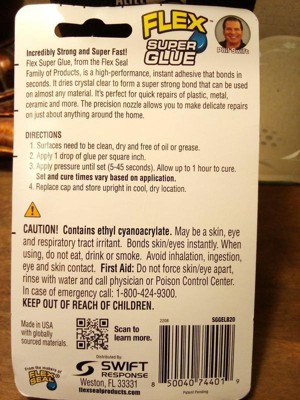 FLEX
SUPER
GLUE
Phil Swift
Incredibly Strong and Super Fast!
Flex Super Glue, from the Flex Seal
Family of Products, is a high-performance, instant adhesive that bonds in
seconds. It dries crystal clear to form a super strong bond that can be used
on almost any material. It's perfect for quick repairs of plastic, metal,
ceramic and more. The precision nozzle allows you to make delicate repairs
on just about anything around the home.
DIRECTIONS
1. Surfaces need to be clean, dry and free of oil or grease.
2. Apply 1 drop of glue per square inch.
3. Apply pressure until set (5-45 seconds). Allow up to 1 hour to cure.
Set and cure times vary based on application.
4. Replace cap and store upright in cool, dry location.
CAUTION! Contains ethyl cyanoacrylate. May be a skin, eye
and respiratory tract irritant. Bonds skin/eyes instantly. When
using, do not eat, drink or smoke. Avoid inhalation, ingestion,
eye and skin contact. First Aid: Do not force skin/eye apart,
rinse with water and call physician or Poison Control Center.
In case of emergency call: 1-800-424-9300.
KEEP OUT OF REACH OF CHILDREN.
Made in USA
with globally
sourced materials.
Scan to
learn more.
SGGELB20
8 50040 74401 9
Patent Pending
From the makers of
FLEX
SEAL
Distributed By:
SWIFT
RESPONSE
Weston, FL 33331
flexsealproducts.com